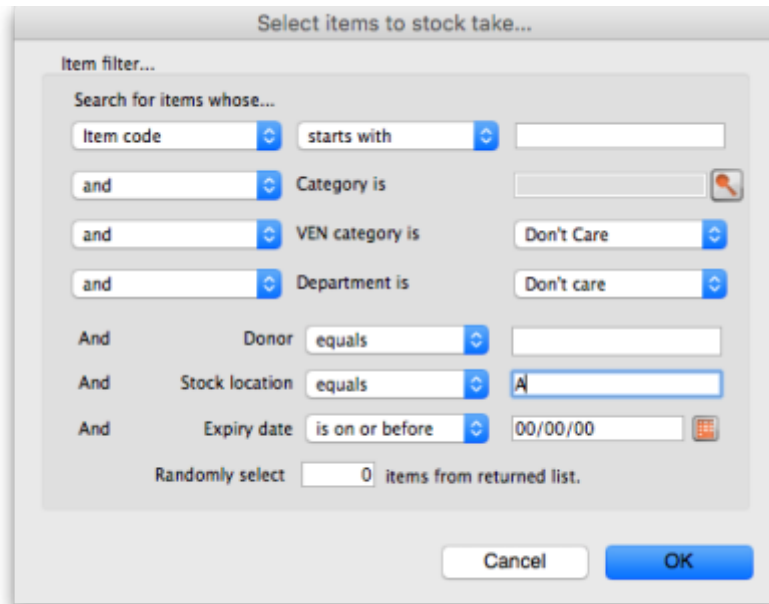 Select items to stock take...
Item filter...
Search for items whose...
Item code starts with
and Category is
and VEN category is Don't Care
and Department is Don't care
And Donor equals
And Stock location equals A
And Expiry date is on or before 00/00/00
Randomly select 0 items from returned list.
Cancel OK